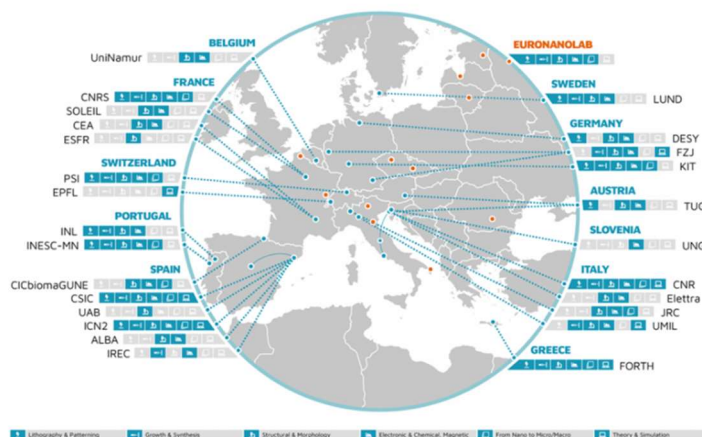 BELGIUM
UniNamur
FRANCE
CNRS
SOLEIL
CEA
ESFR
SWITZERLAND
PSI
EPFL
PORTUGAL
INL
INESC-MN
SPAIN
CICbiomaGUNE
CSIC
UAB
ICN2
ALBA
IREC
EURONANOLAB
SWEDEN
LUND
GERMANY
DESY
FZJ
KIT
AUSTRIA
TUG
SLOVENIA
ITALY
CNR
Elettra
JRC
UMIL
GREECE
FORTH
Lithography & Patterning
Growth & Synthesis
Structural & Morphology
Electronic & Chemical, Magnetic
From Nano to Micro/Macro
Theory & Simulation